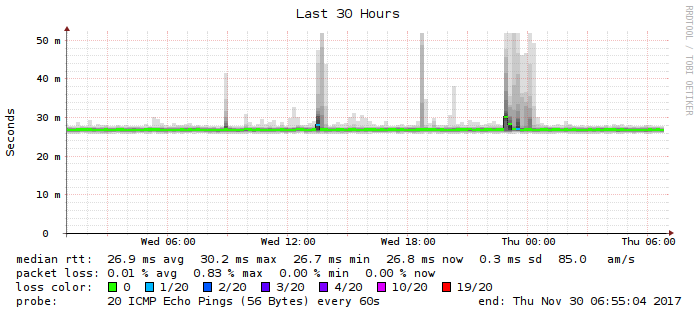 Last 30 Hours
RRDTOOL / TOBI OETIKER
Seconds
50 m
40 m
30 m
20 m
10 m
0
Wed 06:00 Wed 12:00 Wed 18:00 Thu 00:00 Thu 06:00
median rtt: 26.9 ms avg 30.2 ms max 26.7 ms min 26.8 ms now 0.3 ms sd 85.0 am/s
packet loss: 0.01 % avg 0.83 % max 0.00 % min 0.00 % now
loss color: 0 1/20 2/20 3/20 4/20 10/20 19/20
probe: 20 ICMP Echo Pings (56 Bytes) every 60s end: Thu Nov 30 06:55:04 2017